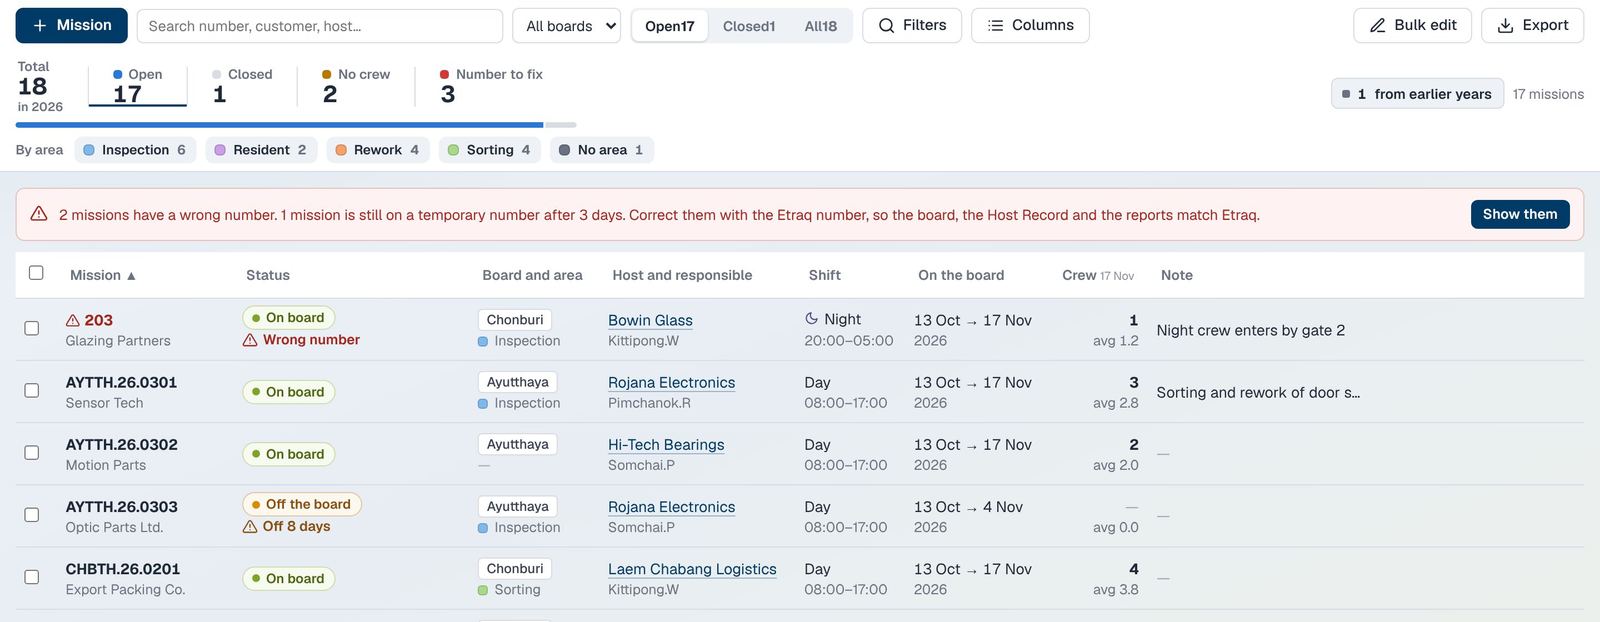 + Mission
Search number, customer, host...
All boards
Open17
Closed1
All18
Filters
Columns
Bulk edit
Export
Total
18
in 2026
Open
17
Closed
1
No crew
2
Number to fix
3
1 from earlier years
17 missions
By area
Inspection 6
Resident 2
Rework 4
Sorting 4
No area 1
2 missions have a wrong number. 1 mission is still on a temporary number after 3 days. Correct them with the Etraq number, so the board, the Host Record and the reports match Etraq.
Show them
Mission ▲ Status Board and area Host and responsible Shift On the board Crew 17 Nov Note
203
Glazing Partners
On board
Wrong number
Chonburi
Inspection
Bowin Glass
Kittipong.W
Night
20:00–05:00
13 Oct → 17 Nov
2026
1
avg 1.2
Night crew enters by gate 2
AYTTH.26.0301
Sensor Tech
On board
Ayutthaya
Inspection
Rojana Electronics
Pimchanok.R
Day
08:00–17:00
13 Oct → 17 Nov
2026
3
avg 2.8
Sorting and rework of door s...
AYTTH.26.0302
Motion Parts
On board
Ayutthaya
—
Hi-Tech Bearings
Somchai.P
Day
08:00–17:00
13 Oct → 17 Nov
2026
2
avg 2.0
—
AYTTH.26.0303
Optic Parts Ltd.
Off the board
Off 8 days
Ayutthaya
Inspection
Rojana Electronics
Somchai.P
Day
08:00–17:00
13 Oct → 4 Nov
2026
—
avg 0.0
—
CHBTH.26.0201
Export Packing Co.
On board
Chonburi
Sorting
Laem Chabang Logistics
Kittipong.W
Day
08:00–17:00
13 Oct → 17 Nov
2026
4
avg 3.8
—